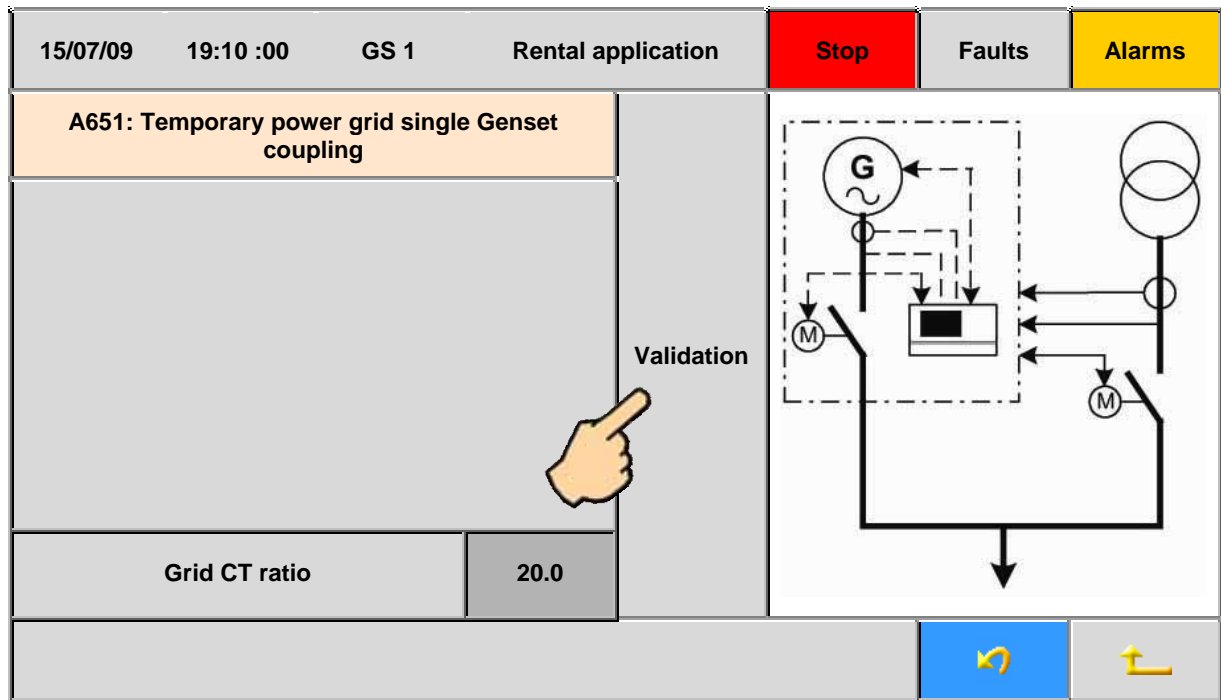 15/07/09 19:10 :00 GS 1 Rental application Stop Faults Alarms
A651: Temporary power grid single Genset
coupling
G
M
Validation
M
Grid CT ratio 20.0